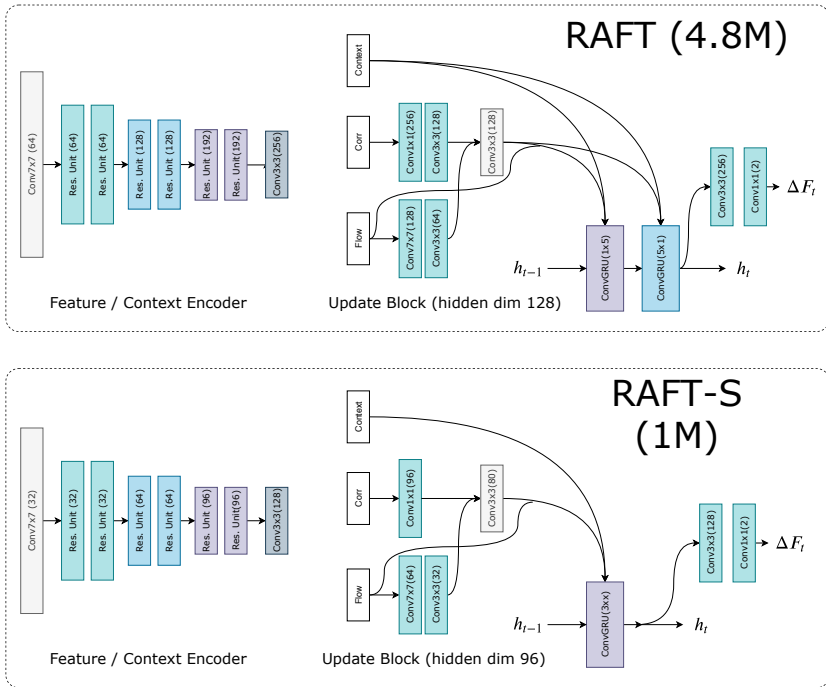 RAFT (4.8M)
Conv7x7 (64)
Res. Unit (64)
Res. Unit (64)
Res. Unit (128)
Res. Unit (128)
Res. Unit (192)
Res. Unit(192)
Conv3x3(256)
Feature / Context Encoder
Context
Corr
Conv1x1(256)
Conv3x3(128)
Conv3x3(128)
Flow
Conv7x7(128)
Conv3x3(64)
h_{t-1}
ConvGRU(1x5)
ConvGRU(5x1)
h_t
Conv3x3(256)
Conv1x1(2)
ΔF_t
Update Block (hidden dim 128)
RAFT-S
(1M)
Conv7x7 (32)
Res. Unit (32)
Res. Unit (32)
Res. Unit (64)
Res. Unit (64)
Res. Unit (96)
Res. Unit(96)
Conv3x3(128)
Feature / Context Encoder
Context
Corr
Conv1x1(96)
Conv3x3(80)
Flow
Conv7x7(64)
Conv3x3(32)
h_{t-1}
ConvGRU(3xx)
h_t
Conv3x3(128)
Conv1x1(2)
ΔF_t
Update Block (hidden dim 96)